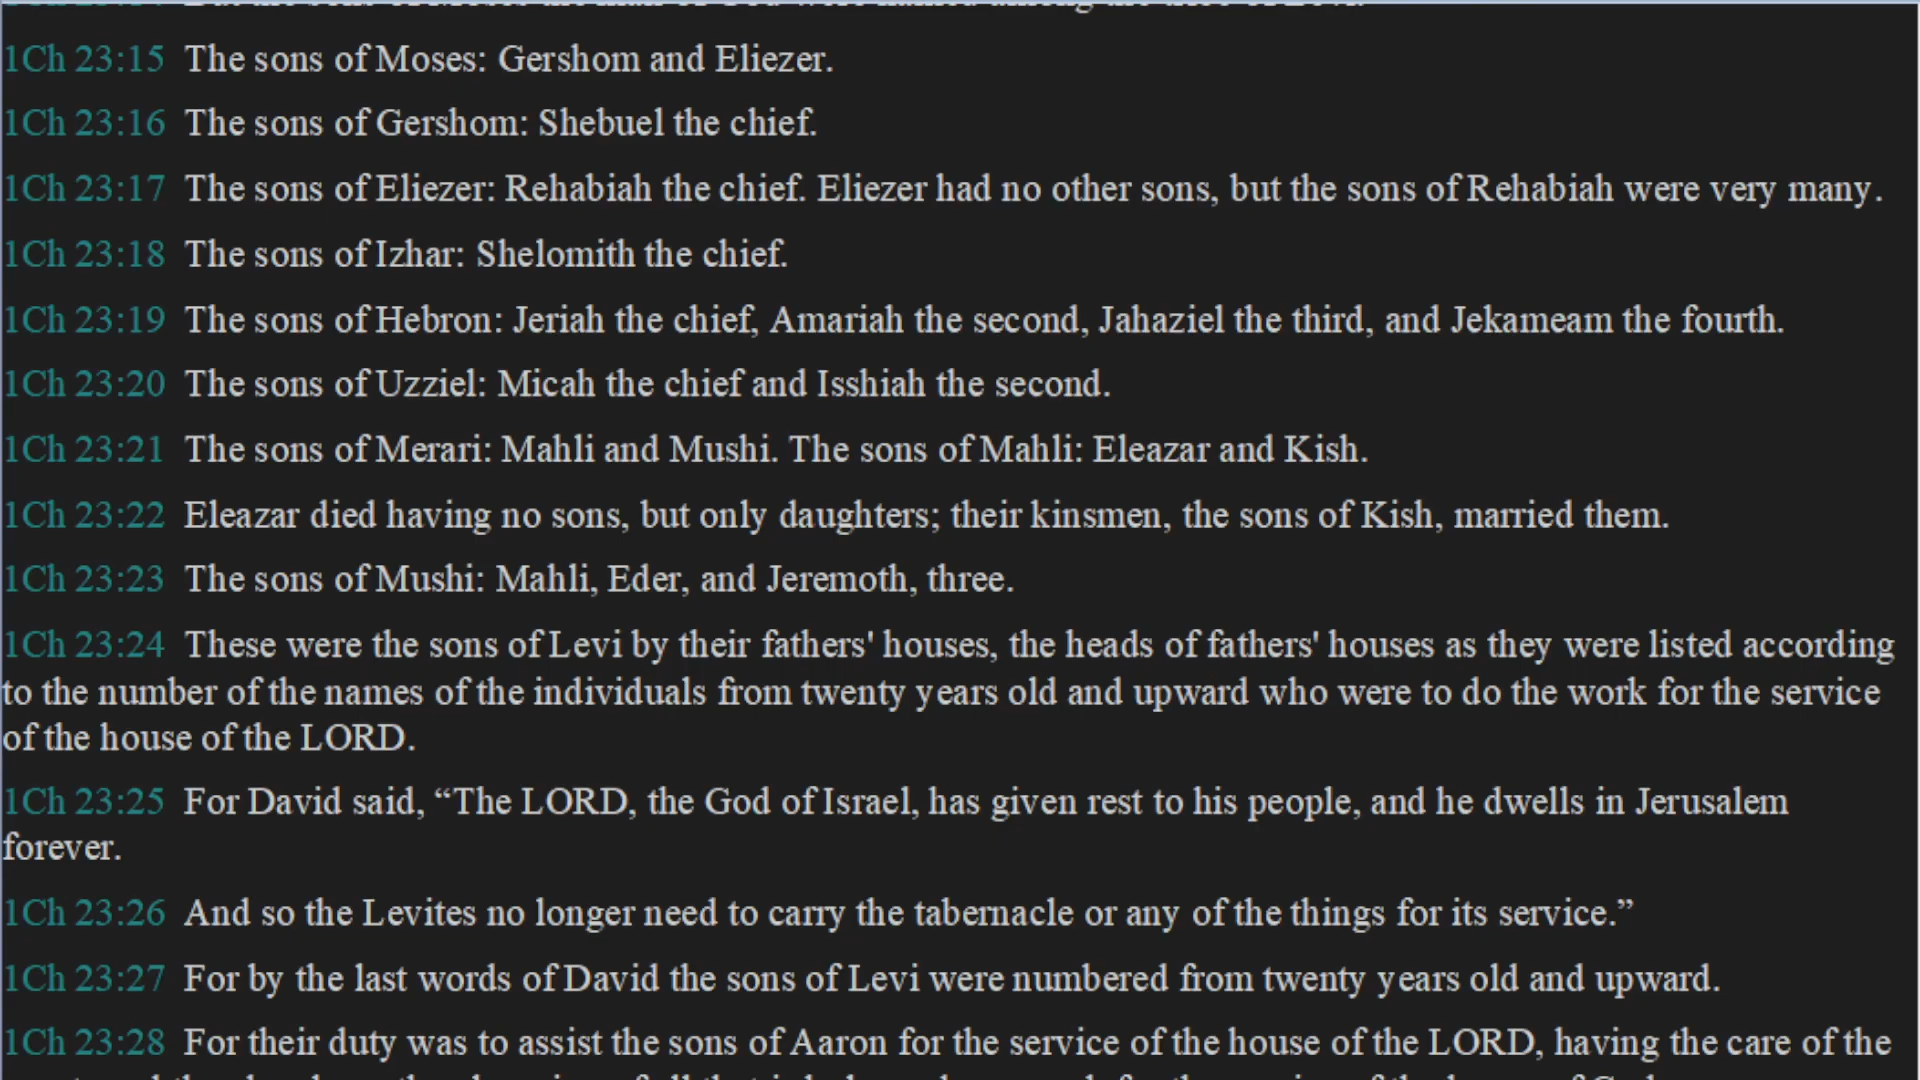 1Ch 23:15 The sons of Moses: Gershom and Eliezer.
1Ch 23:16 The sons of Gershom: Shebuel the chief.
1Ch 23:17 The sons of Eliezer: Rehabiah the chief. Eliezer had no other sons, but the sons of Rehabiah were very many.
1Ch 23:18 The sons of Izhar: Shelomith the chief.
1Ch 23:19 The sons of Hebron: Jeriah the chief, Amariah the second, Jahaziel the third, and Jekameam the fourth.
1Ch 23:20 The sons of Uzziel: Micah the chief and Isshiah the second.
1Ch 23:21 The sons of Merari: Mahli and Mushi. The sons of Mahli: Eleazar and Kish.
1Ch 23:22 Eleazar died having no sons, but only daughters; their kinsmen, the sons of Kish, married them.
1Ch 23:23 The sons of Mushi: Mahli, Eder, and Jeremoth, three.
1Ch 23:24 These were the sons of Levi by their fathers' houses, the heads of fathers' houses as they were listed according
to the number of the names of the individuals from twenty years old and upward who were to do the work for the service
of the house of the LORD.
1Ch 23:25 For David said, “The LORD, the God of Israel, has given rest to his people, and he dwells in Jerusalem
forever.
1Ch 23:26 And so the Levites no longer need to carry the tabernacle or any of the things for its service.”
1Ch 23:27 For by the last words of David the sons of Levi were numbered from twenty years old and upward.
1Ch 23:28 For their duty was to assist the sons of Aaron for the service of the house of the LORD, having the care of the